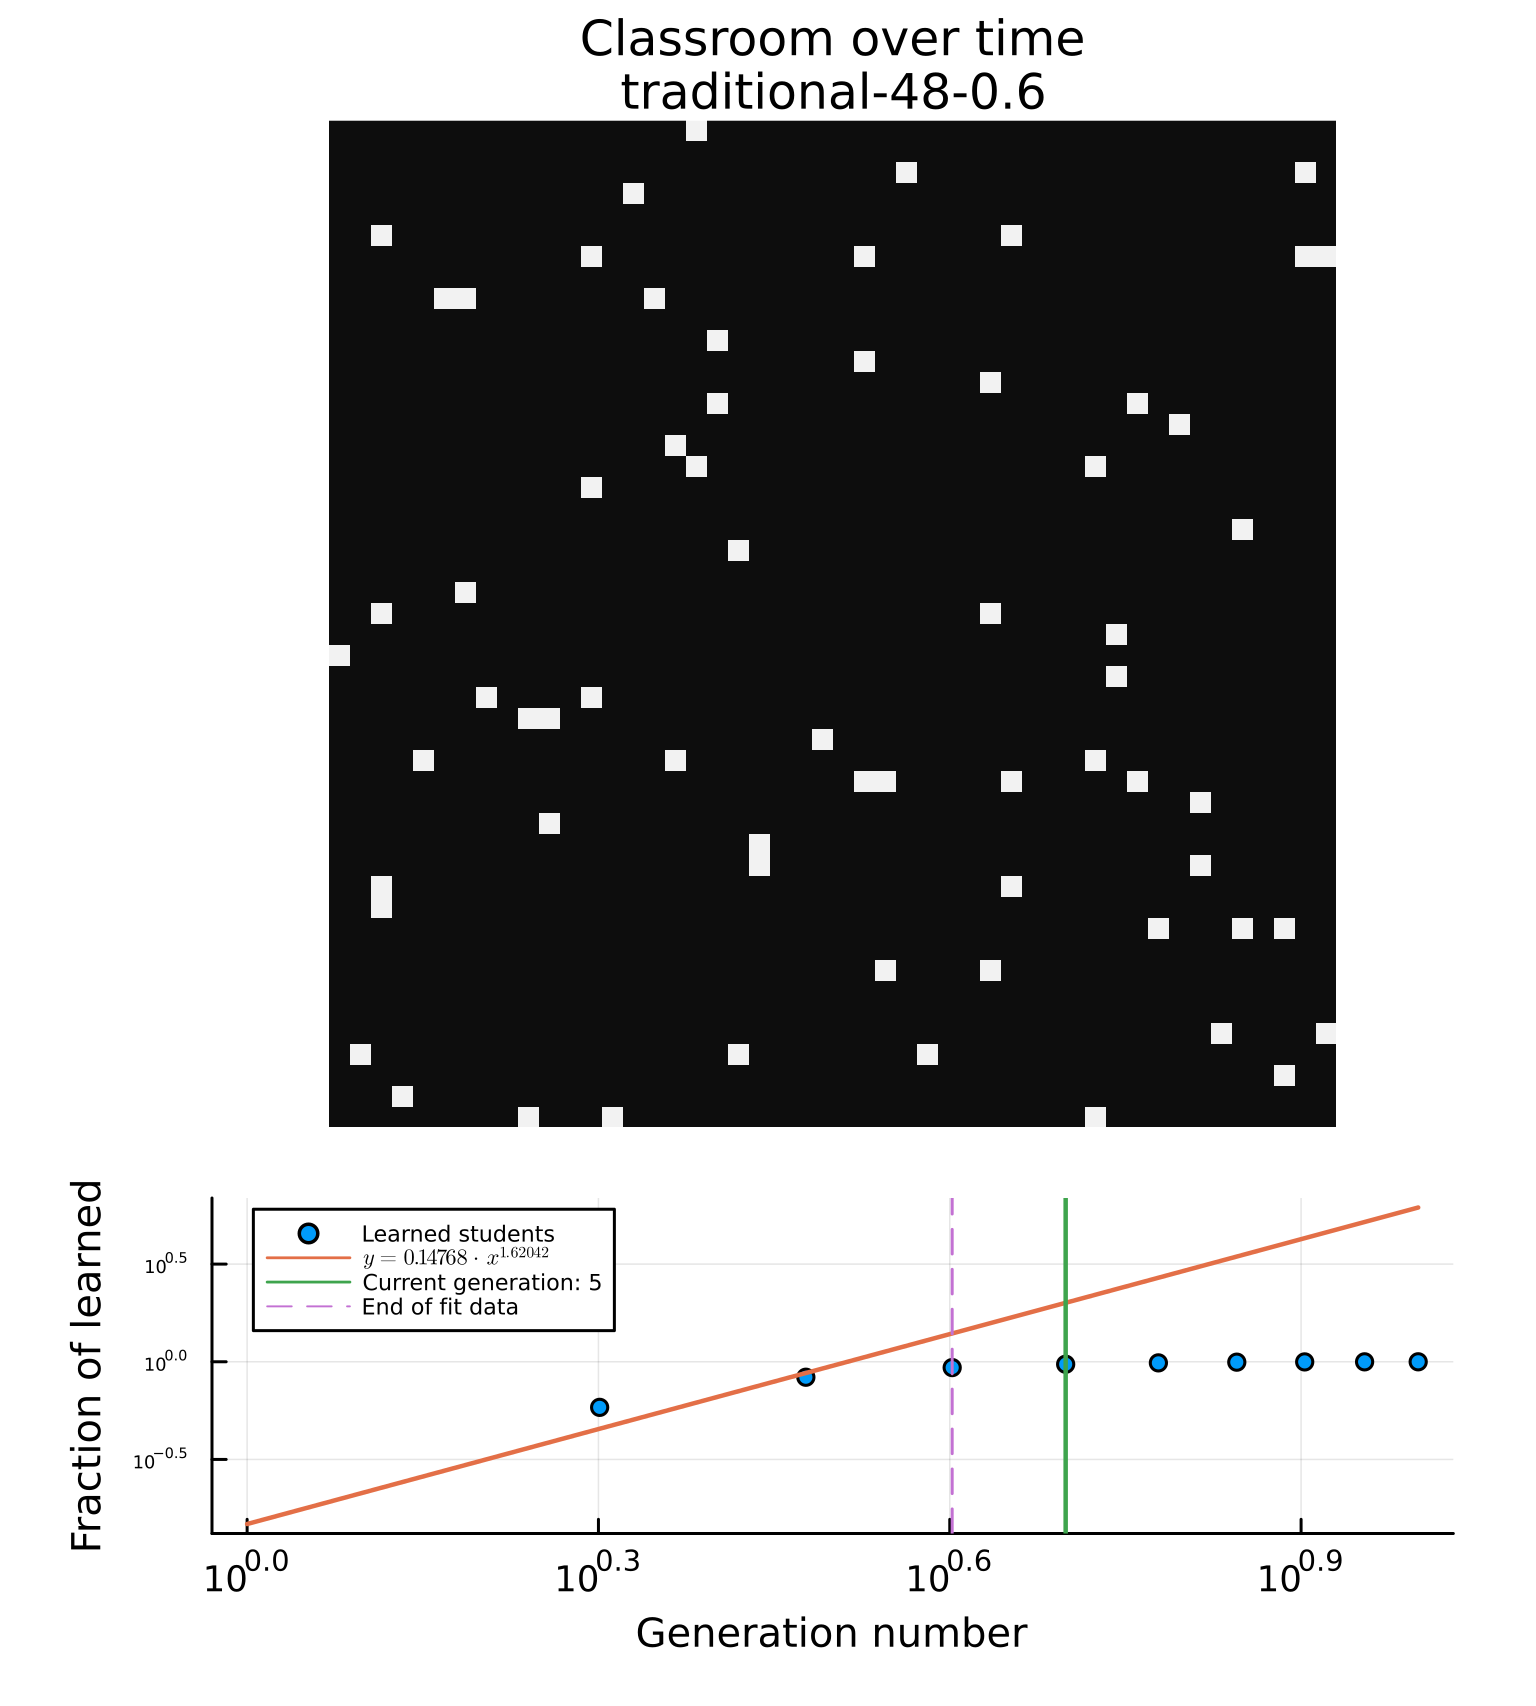 Classroom over time
traditional-48-0.6
Fraction of learned
Learned students
y = 0.14768 · x^1.62042
Current generation: 5
End of fit data
10^0.5
10^0.0
10^−0.5
10^0.0 10^0.3 10^0.6 10^0.9
Generation number